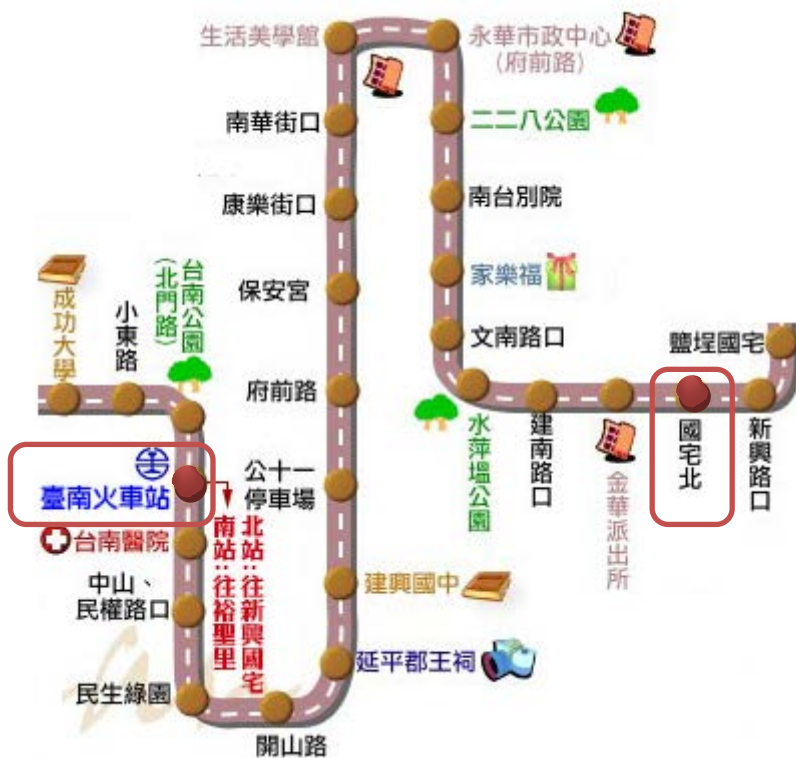 生活美學館
永華市政中心
(府前路)
南華街口
二二八公園
康樂街口
南台別院
保安宮
家樂福
文南路口
鹽埕國宅
成功大學
小東路
台南公園
(北門路)
府前路
水萍塭公園
建南路口
金華派出所
國宅北
新興路口
臺南火車站
公十一
停車場
北站：往新興國宅
南站：往裕聖里
台南醫院
中山、
民權路口
建興國中
延平郡王祠
民生綠園
開山路